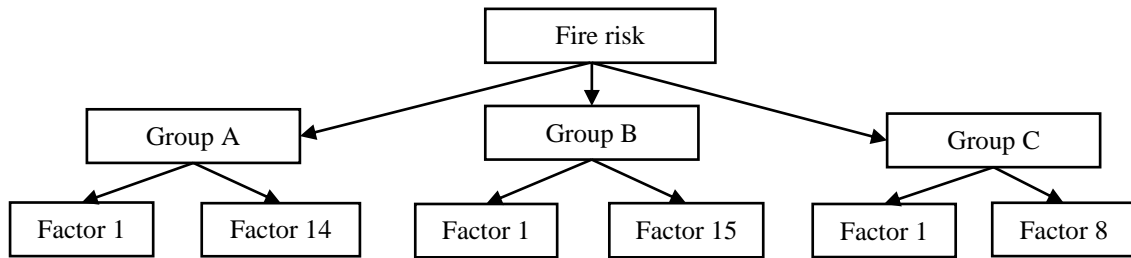 Fire risk
Group A
Group B
Group C
Factor 1
Factor 14
Factor 1
Factor 15
Factor 1
Factor 8